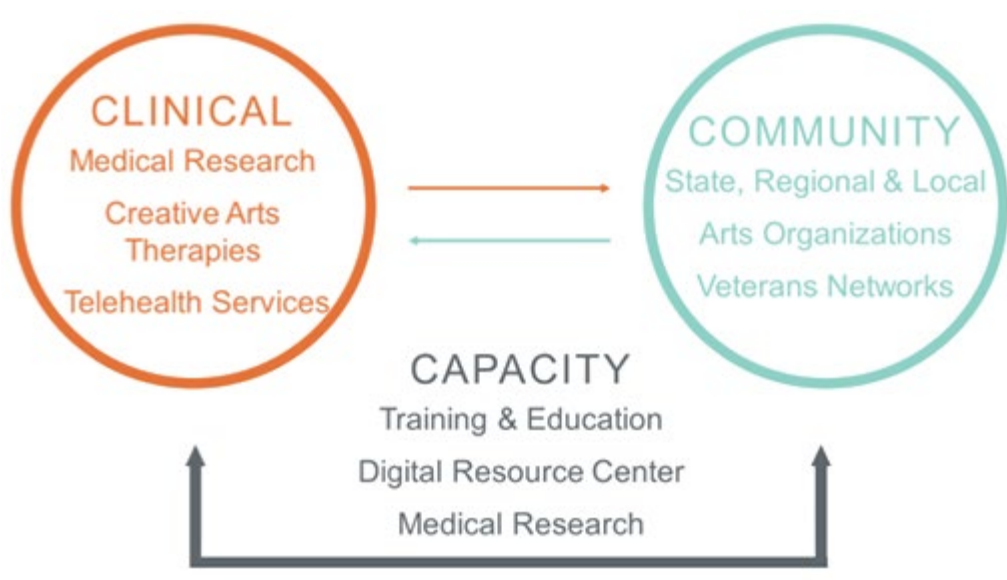 CLINICAL
Medical Research
Creative Arts
Therapies
Telehealth Services
COMMUNITY
State, Regional & Local
Arts Organizations
Veterans Networks
CAPACITY
Training & Education
Digital Resource Center
Medical Research